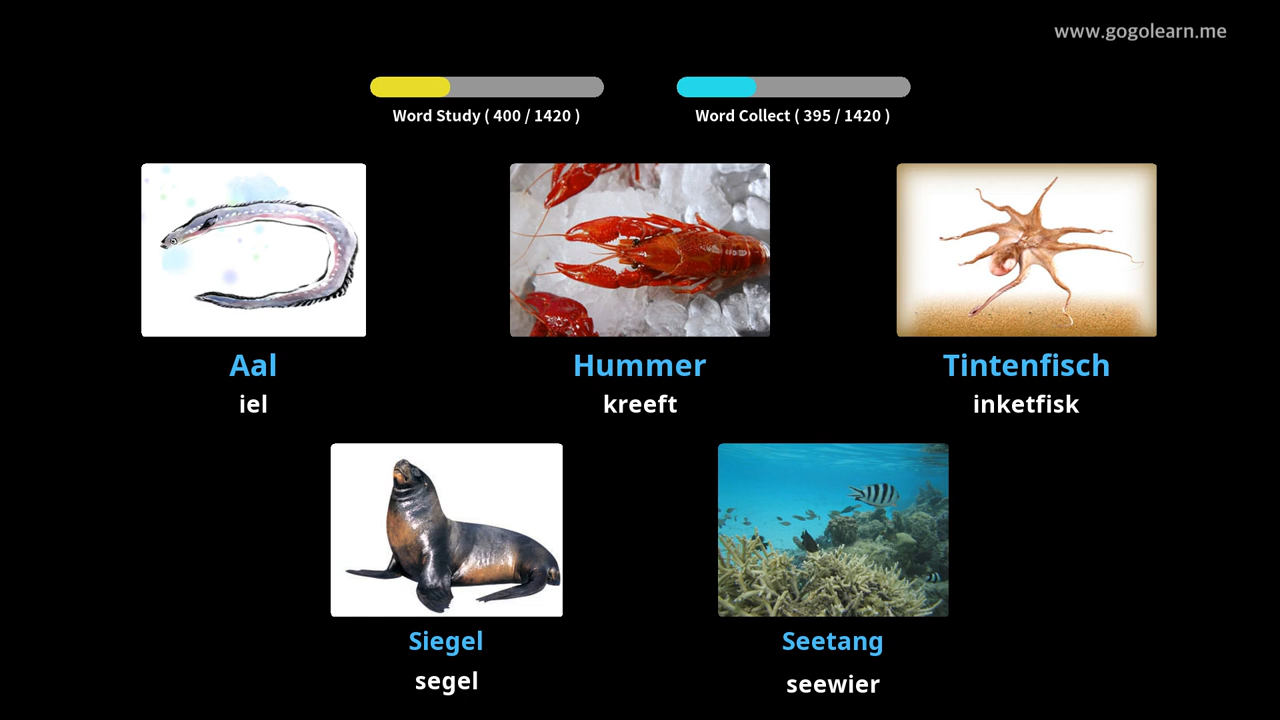 www.gogolearn.me
Word Study ( 400 / 1420 )
Word Collect ( 395 / 1420 )
Aal
iel
Hummer
kreeft
Tintenfisch
inketfisk
Siegel
segel
Seetang
seewier